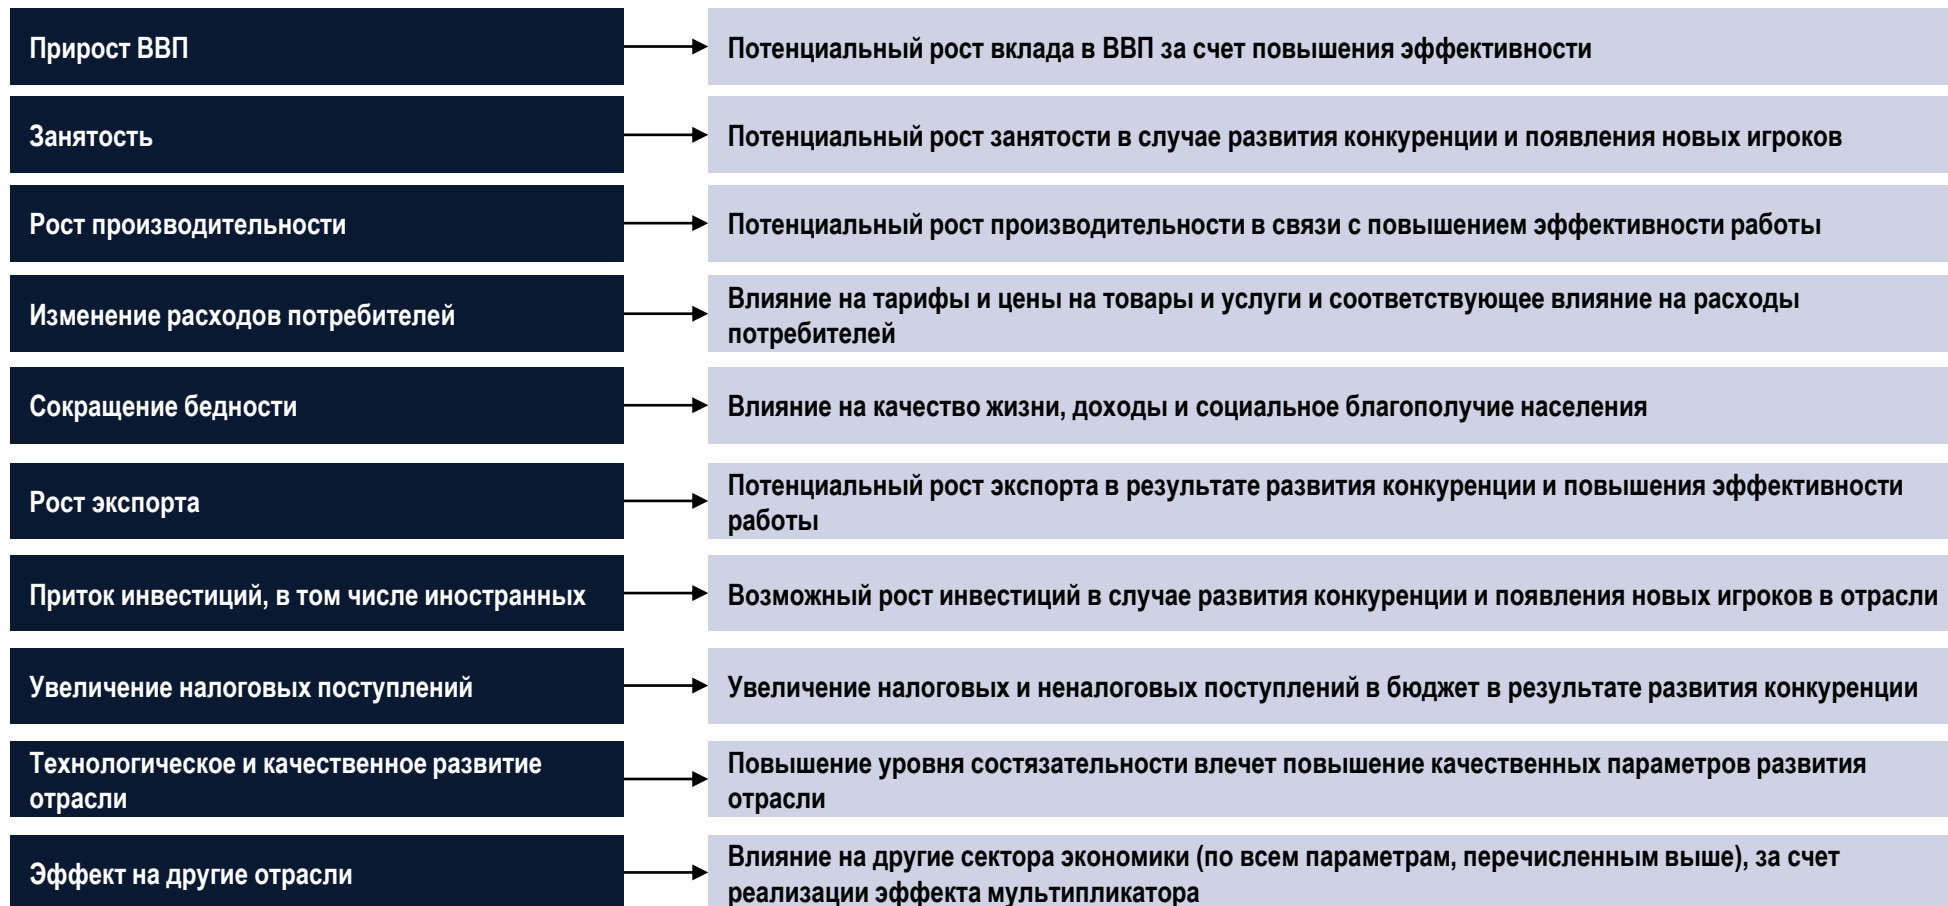 Прирост ВВП
Потенциальный рост вклада в ВВП за счет повышения эффективности
Занятость
Потенциальный рост занятости в случае развития конкуренции и появления новых игроков
Рост производительности
Потенциальный рост производительности в связи с повышением эффективности работы
Изменение расходов потребителей
Влияние на тарифы и цены на товары и услуги и соответствующее влияние на расходы
потребителей
Сокращение бедности
Влияние на качество жизни, доходы и социальное благополучие населения
Рост экспорта
Потенциальный рост экспорта в результате развития конкуренции и повышения эффективности
работы
Приток инвестиций, в том числе иностранных
Возможный рост инвестиций в случае развития конкуренции и появления новых игроков в отрасли
Увеличение налоговых поступлений
Увеличение налоговых и неналоговых поступлений в бюджет в результате развития конкуренции
Технологическое и качественное развитие
отрасли
Повышение уровня состязательности влечет повышение качественных параметров развития
отрасли
Эффект на другие отрасли
Влияние на другие сектора экономики (по всем параметрам, перечисленным выше), за счет
реализации эффекта мультипликатора